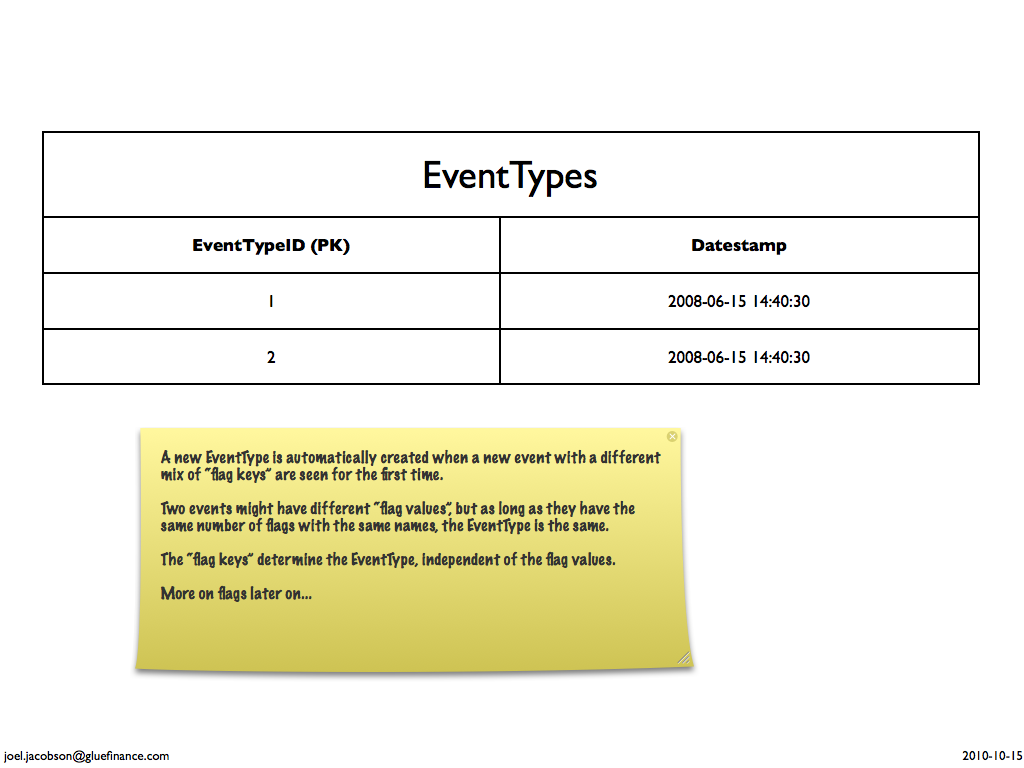 EventTypes
EventTypeID (PK) Datestamp
1 2008-06-15 14:40:30
2 2008-06-15 14:40:30
A new EventType is automatically created when a new event with a different
mix of “flag keys” are seen for the first time.
Two events might have different “flag values”, but as long as they have the
same number of flags with the same names, the EventType is the same.
The “flag keys” determine the EventType, independent of the flag values.
More on flags later on...
joel.jacobson@gluefinance.com 2010-10-15